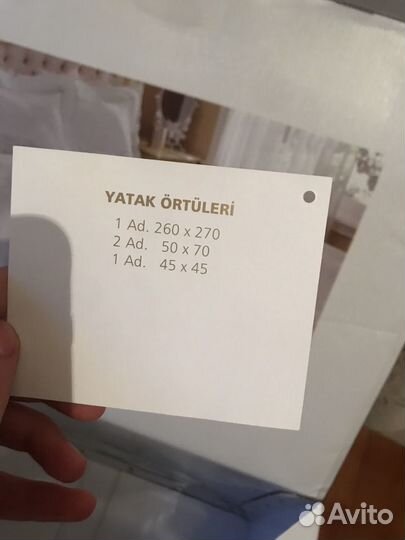 YATAK ÖRTÜLERİ
1 Ad. 260 x 270
2 Ad. 50 x 70
1 Ad. 45 x 45
Avito